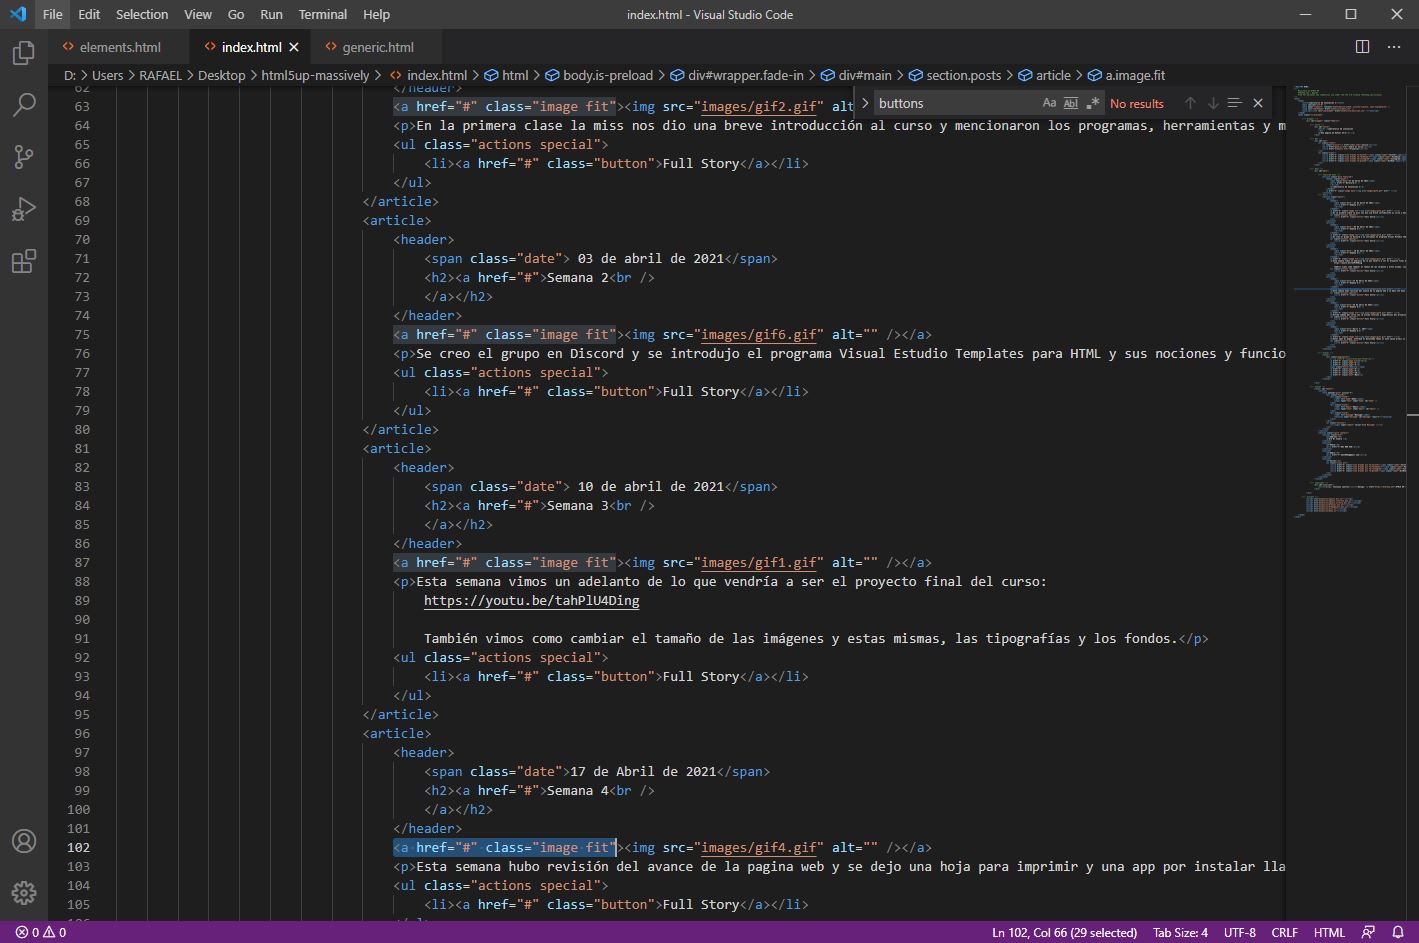 File Edit Selection View Go Run Terminal Help index.html - Visual Studio Code
elements.html index.html generic.html
D: > Users > RAFAEL > Desktop > html5up-massively > index.html > html > body.is-preload > div#wrapper.fade-in > div#main > section.posts > article > a.image.fit
buttons Aa Abl .* No results
62 </header>
63 <a href="#" class="image fit"><img src="images/gif2.gif" alt
64 <p>En la primera clase la miss nos dio una breve introducción al curso y mencionaron los programas, herramientas y m
65 <ul class="actions special">
66 <li><a href="#" class="button">Full Story</a></li>
67 </ul>
68 </article>
69 <article>
70 <header>
71 <span class="date"> 03 de abril de 2021</span>
72 <h2><a href="#">Semana 2<br />
73 </a></h2>
74 </header>
75 <a href="#" class="image fit"><img src="images/gif6.gif" alt="" /></a>
76 <p>Se creo el grupo en Discord y se introdujo el programa Visual Estudio Templates para HTML y sus nociones y funcio
77 <ul class="actions special">
78 <li><a href="#" class="button">Full Story</a></li>
79 </ul>
80 </article>
81 <article>
82 <header>
83 <span class="date"> 10 de abril de 2021</span>
84 <h2><a href="#">Semana 3<br />
85 </a></h2>
86 </header>
87 <a href="#" class="image fit"><img src="images/gif1.gif" alt="" /></a>
88 <p>Esta semana vimos un adelanto de lo que vendría a ser el proyecto final del curso:
89 https://youtu.be/tahPlU4Ding
90
91 También vimos como cambiar el tamaño de las imágenes y estas mismas, las tipografías y los fondos.</p>
92 <ul class="actions special">
93 <li><a href="#" class="button">Full Story</a></li>
94 </ul>
95 </article>
96 <article>
97 <header>
98 <span class="date">17 de Abril de 2021</span>
99 <h2><a href="#">Semana 4<br />
100 </a></h2>
101 </header>
102 <a href="#" class="image fit"><img src="images/gif4.gif" alt="" /></a>
103 <p>Esta semana hubo revisión del avance de la pagina web y se dejo una hoja para imprimir y una app por instalar lla
104 <ul class="actions special">
105 <li><a href="#" class="button">Full Story</a></li>
0 0 Ln 102, Col 66 (29 selected) Tab Size: 4 UTF-8 CRLF HTML